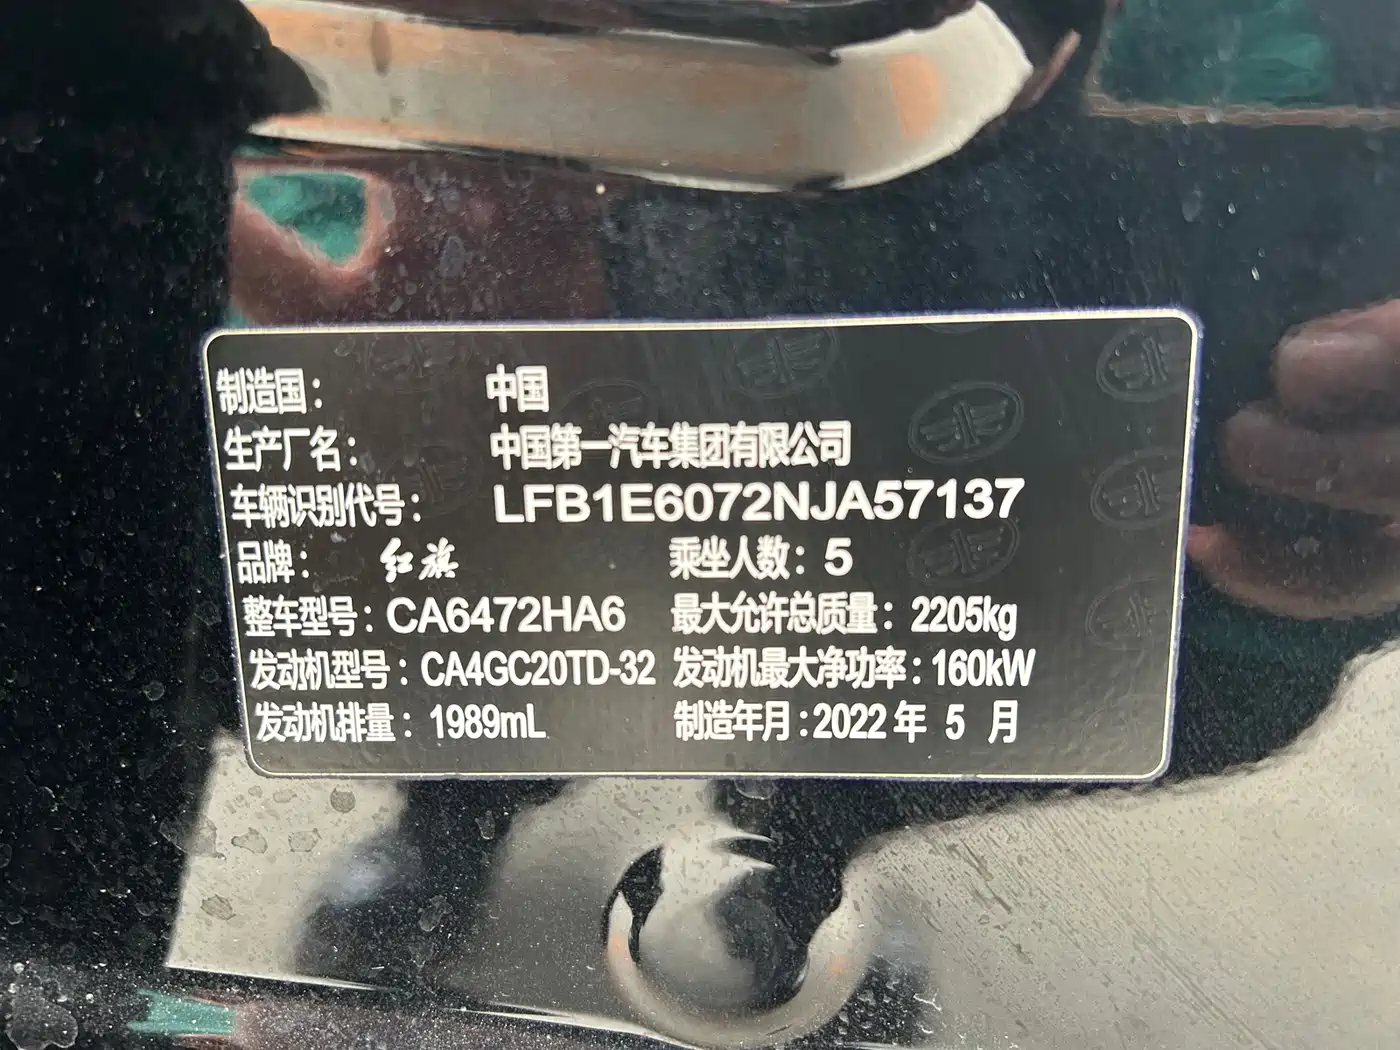 制造国： 中国
生产厂名： 中国第一汽车集团有限公司
车辆识别代号： LFB1E6072NJA57137
品牌： 红旗 乘坐人数：5
整车型号：CA6472HA6 最大允许总质量：2205kg
发动机型号：CA4GC20TD-32 发动机最大净功率：160kW
发动机排量：1989mL 制造年月：2022年 5 月